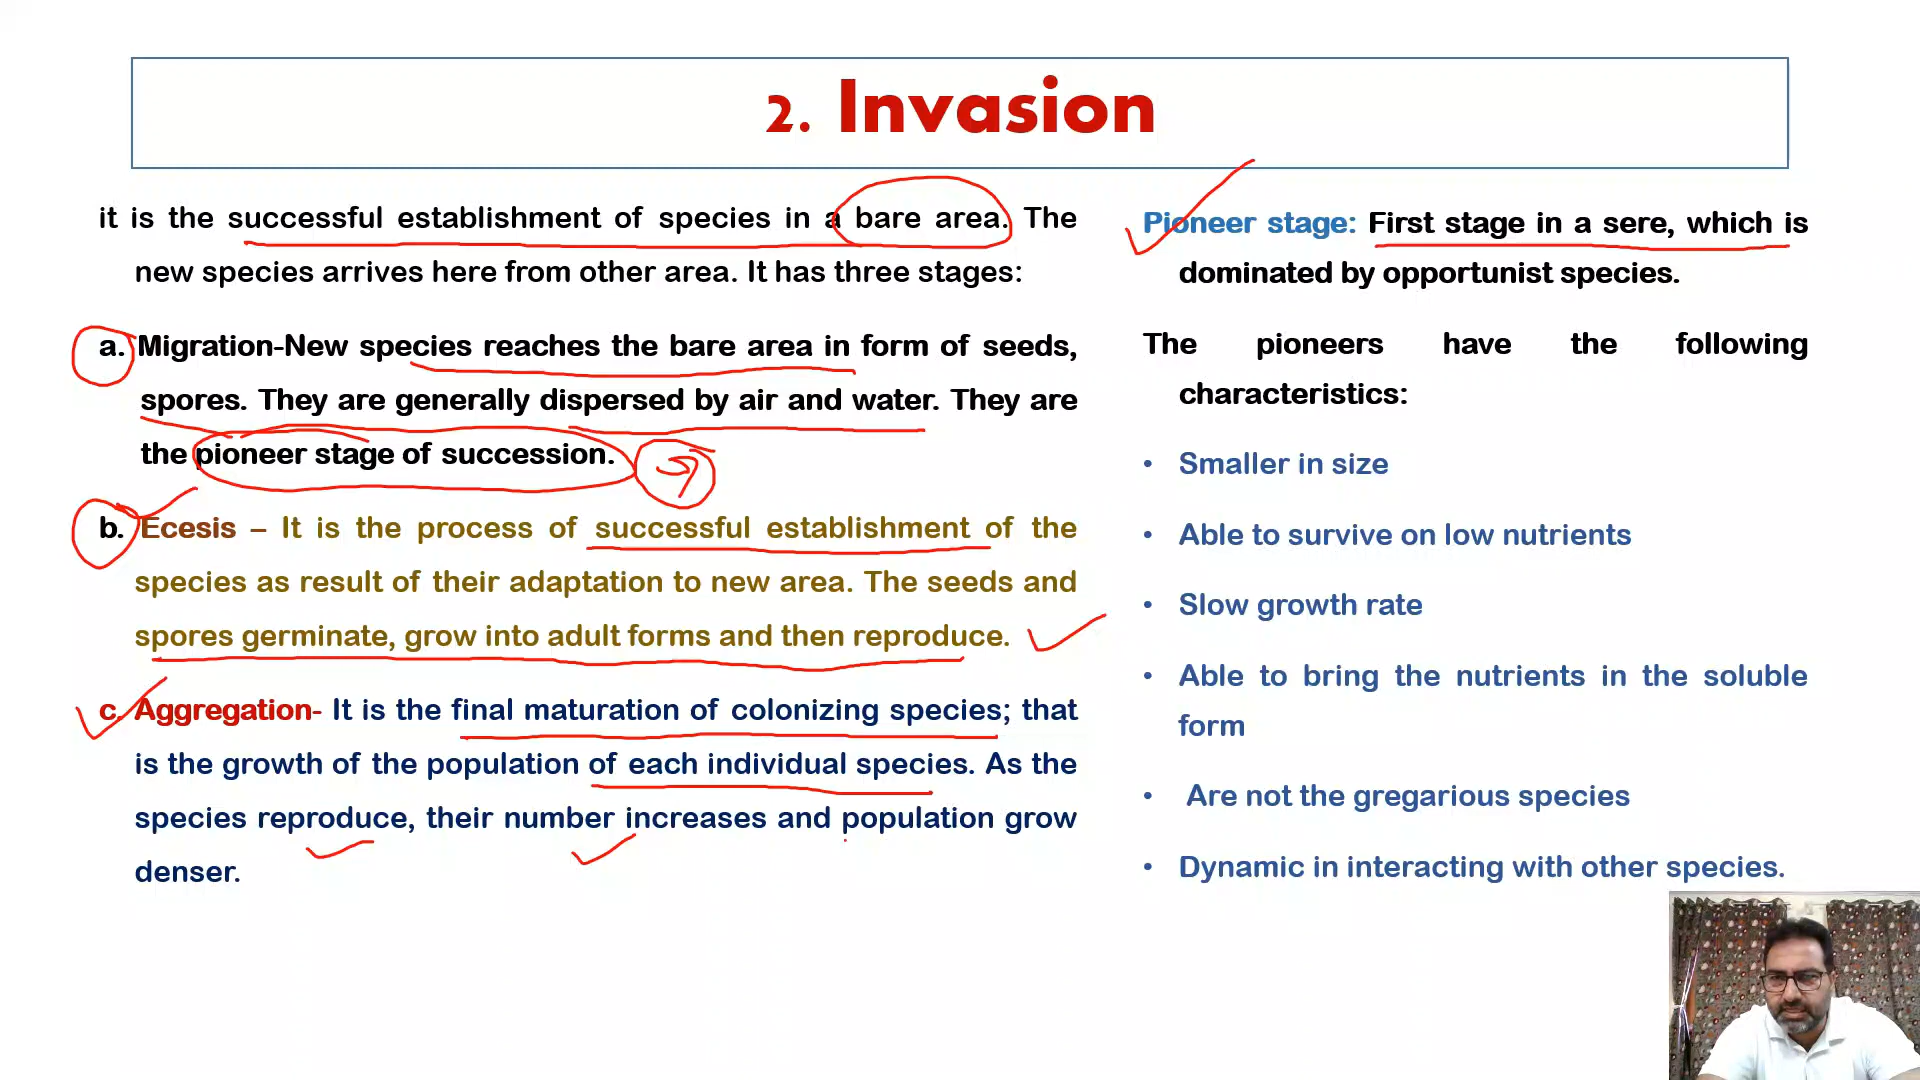 2. Invasion
it is the successful establishment of species in a bare area. The
new species arrives here from other area. It has three stages:
a. Migration-New species reaches the bare area in form of seeds,
spores. They are generally dispersed by air and water. They are
the pioneer stage of succession.
b. Ecesis – It is the process of successful establishment of the
species as result of their adaptation to new area. The seeds and
spores germinate, grow into adult forms and then reproduce.
c. Aggregation- It is the final maturation of colonizing species; that
is the growth of the population of each individual species. As the
species reproduce, their number increases and population grow
denser.
Pioneer stage: First stage in a sere, which is
dominated by opportunist species.
The pioneers have the following
characteristics:
• Smaller in size
• Able to survive on low nutrients
• Slow growth rate
• Able to bring the nutrients in the soluble
form
• Are not the gregarious species
• Dynamic in interacting with other species.